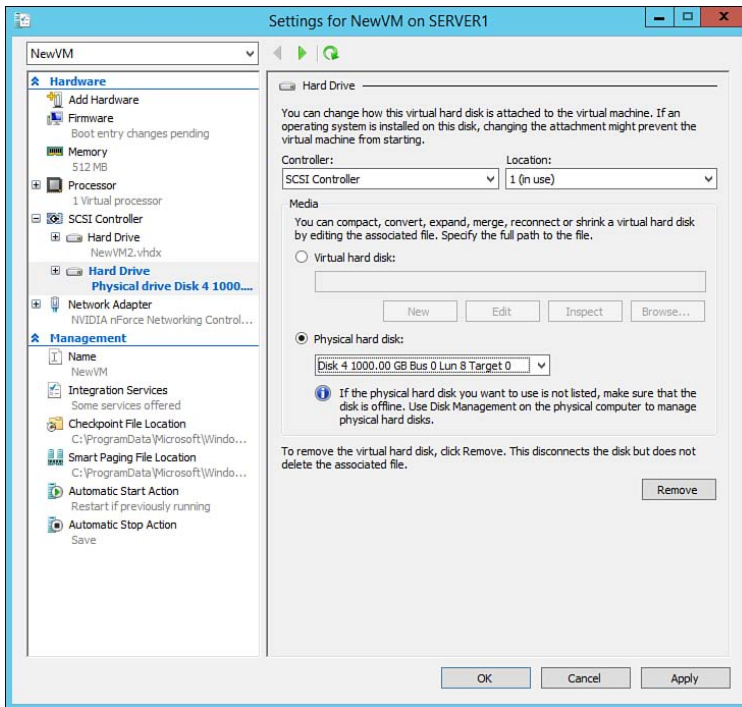 Settings for NewVM on SERVER1
NewVM
Hardware
Add Hardware
Firmware
Boot entry changes pending
Memory
512 MB
Processor
1 Virtual processor
SCSI Controller
Hard Drive
NewVM2.vhdx
Hard Drive
Physical drive Disk 4 1000....
Network Adapter
NVIDIA nForce Networking Control...
Management
Name
NewVM
Integration Services
Some services offered
Checkpoint File Location
C:\ProgramData\Microsoft\Windo...
Smart Paging File Location
C:\ProgramData\Microsoft\Windo...
Automatic Start Action
Restart if previously running
Automatic Stop Action
Save
Hard Drive
You can change how this virtual hard disk is attached to the virtual machine. If an
operating system is installed on this disk, changing the attachment might prevent the
virtual machine from starting.
Controller: Location:
SCSI Controller 1 (in use)
Media
You can compact, convert, expand, merge, reconnect or shrink a virtual hard disk
by editing the associated file. Specify the full path to the file.
Virtual hard disk:
New Edit Inspect Browse...
Physical hard disk:
Disk 4 1000.00 GB Bus 0 Lun 8 Target 0
If the physical hard disk you want to use is not listed, make sure that the
disk is offline. Use Disk Management on the physical computer to manage
physical hard disks.
To remove the virtual hard disk, click Remove. This disconnects the disk but does not
delete the associated file.
Remove
OK Cancel Apply